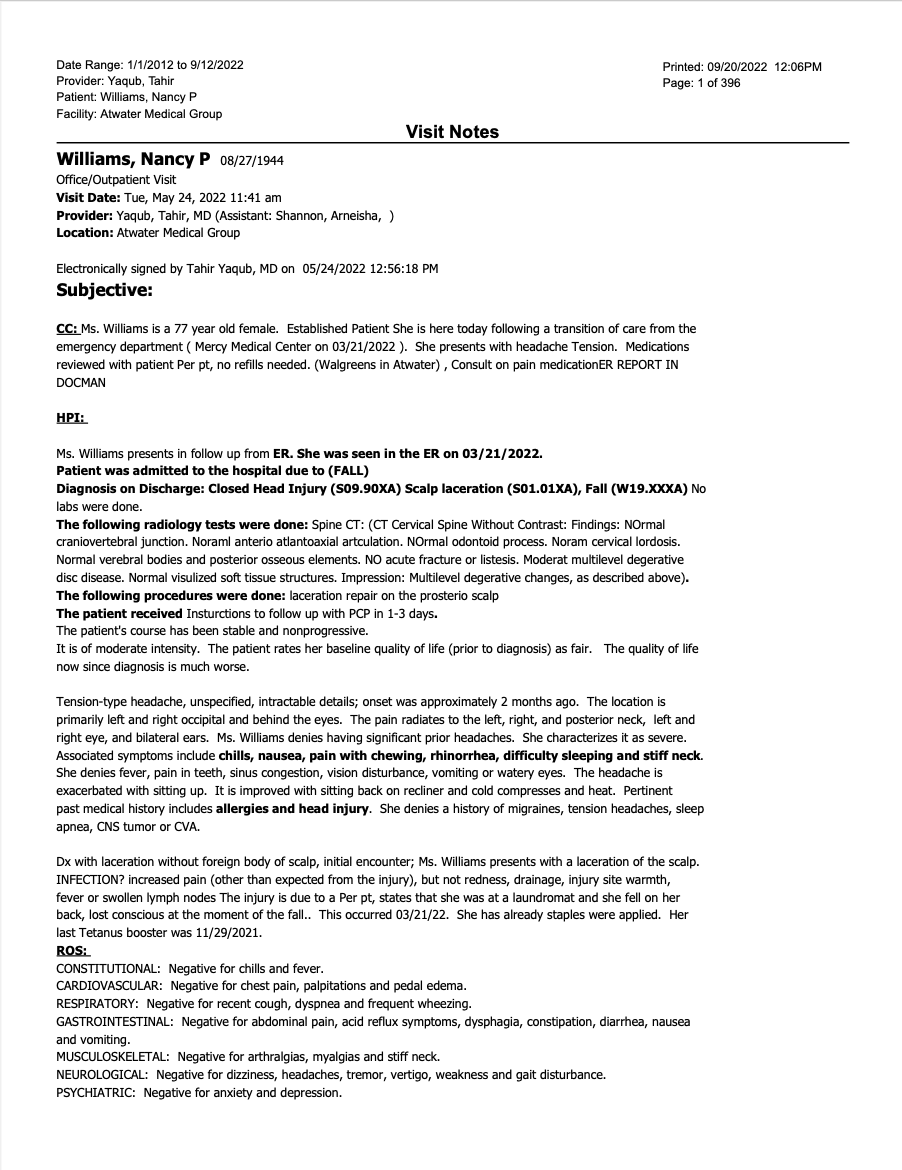 Date Range: 1/1/2012 to 9/12/2022
Provider: Yaqub, Tahir
Patient: Williams, Nancy P
Facility: Atwater Medical Group
Printed: 09/20/2022  12:06PM
Page: 1 of 396
Visit Notes
Williams, Nancy P  08/27/1944
Office/Outpatient Visit
Visit Date: Tue, May 24, 2022 11:41 am
Provider: Yaqub, Tahir, MD (Assistant: Shannon, Arneisha,  )
Location: Atwater Medical Group
Electronically signed by Tahir Yaqub, MD on  05/24/2022 12:56:18 PM
Subjective:
CC: Ms. Williams is a 77 year old female.  Established Patient She is here today following a transition of care from the
emergency department ( Mercy Medical Center on 03/21/2022 ).  She presents with headache Tension.  Medications
reviewed with patient Per pt, no refills needed. (Walgreens in Atwater) , Consult on pain medicationER REPORT IN
DOCMAN
HPI:
Ms. Williams presents in follow up from ER. She was seen in the ER on 03/21/2022.
Patient was admitted to the hospital due to (FALL)
Diagnosis on Discharge: Closed Head Injury (S09.90XA) Scalp laceration (S01.01XA), Fall (W19.XXXA) No
labs were done.
The following radiology tests were done: Spine CT: (CT Cervical Spine Without Contrast: Findings: NOrmal
craniovertebral junction. Noraml anterio atlantoaxial artculation. NOrmal odontoid process. Noram cervical lordosis.
Normal verebral bodies and posterior osseous elements. NO acute fracture or listesis. Moderat multilevel degerative
disc disease. Normal visulized soft tissue structures. Impression: Multilevel degerative changes, as described above).
The following procedures were done: laceration repair on the prosterio scalp
The patient received Insturctions to follow up with PCP in 1-3 days.
The patient's course has been stable and nonprogressive.
It is of moderate intensity.  The patient rates her baseline quality of life (prior to diagnosis) as fair.   The quality of life
now since diagnosis is much worse.
Tension-type headache, unspecified, intractable details; onset was approximately 2 months ago.  The location is
primarily left and right occipital and behind the eyes.  The pain radiates to the left, right, and posterior neck,  left and
right eye, and bilateral ears.  Ms. Williams denies having significant prior headaches.  She characterizes it as severe.
Associated symptoms include chills, nausea, pain with chewing, rhinorrhea, difficulty sleeping and stiff neck.
She denies fever, pain in teeth, sinus congestion, vision disturbance, vomiting or watery eyes.  The headache is
exacerbated with sitting up.  It is improved with sitting back on recliner and cold compresses and heat.  Pertinent
past medical history includes allergies and head injury.  She denies a history of migraines, tension headaches, sleep
apnea, CNS tumor or CVA.
Dx with laceration without foreign body of scalp, initial encounter; Ms. Williams presents with a laceration of the scalp.
INFECTION? increased pain (other than expected from the injury), but not redness, drainage, injury site warmth,
fever or swollen lymph nodes The injury is due to a Per pt, states that she was at a laundromat and she fell on her
back, lost conscious at the moment of the fall..  This occurred 03/21/22.  She has already staples were applied.  Her
last Tetanus booster was 11/29/2021.
ROS:
CONSTITUTIONAL:  Negative for chills and fever.
CARDIOVASCULAR:  Negative for chest pain, palpitations and pedal edema.
RESPIRATORY:  Negative for recent cough, dyspnea and frequent wheezing.
GASTROINTESTINAL:  Negative for abdominal pain, acid reflux symptoms, dysphagia, constipation, diarrhea, nausea
and vomiting.
MUSCULOSKELETAL:  Negative for arthralgias, myalgias and stiff neck.
NEUROLOGICAL:  Negative for dizziness, headaches, tremor, vertigo, weakness and gait disturbance.
PSYCHIATRIC:  Negative for anxiety and depression.